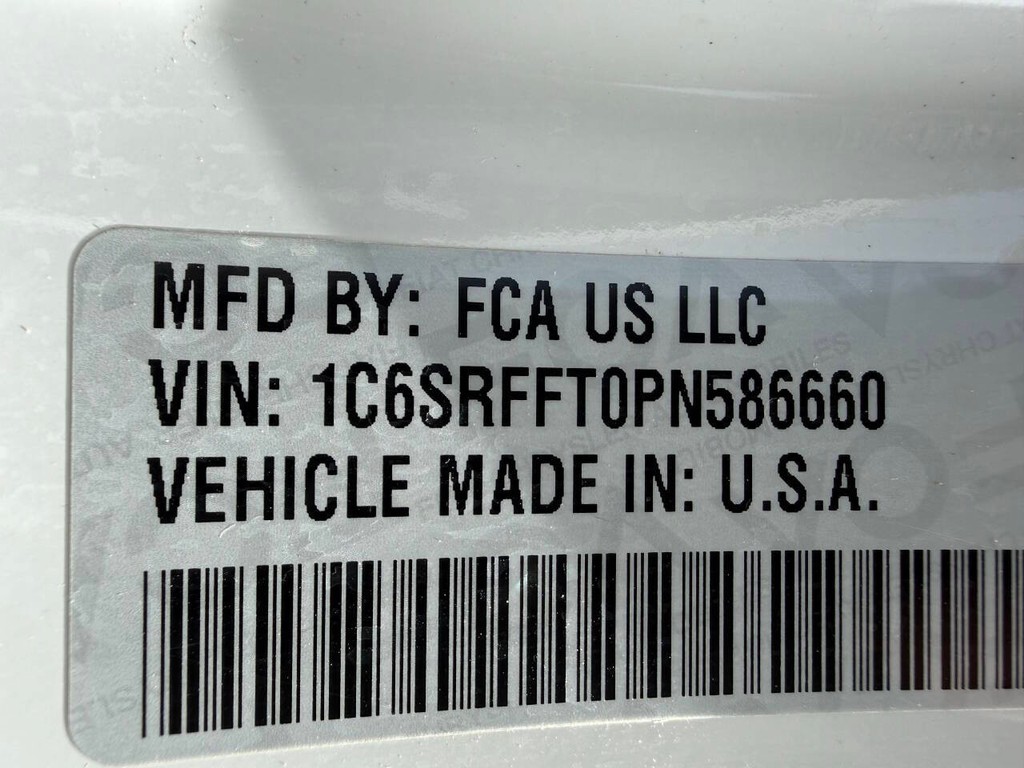 MFD BY: FCA US LLC
VIN: 1C6SRFFT0PN586660
VEHICLE MADE IN: U.S.A.